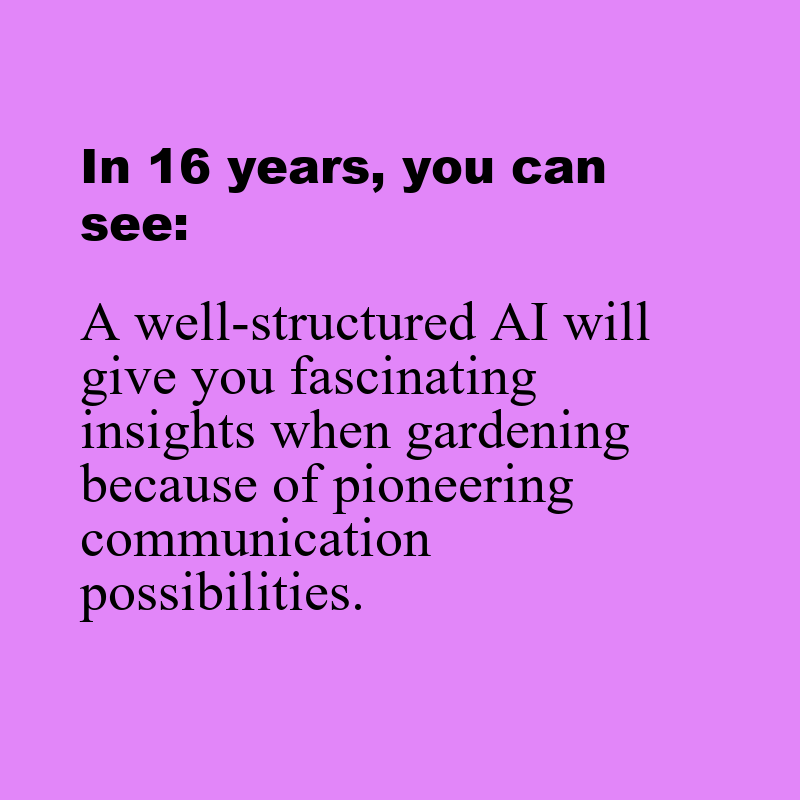 In 16 years, you can
see:
A well-structured AI will
give you fascinating
insights when gardening
because of pioneering
communication
possibilities.